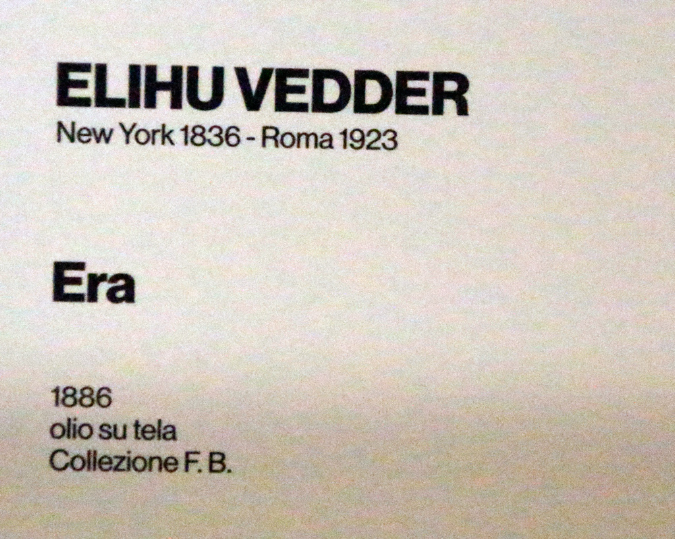 ELIHU VEDDER
New York 1836 - Roma 1923
Era
1886
olio su tela
Collezione F. B.